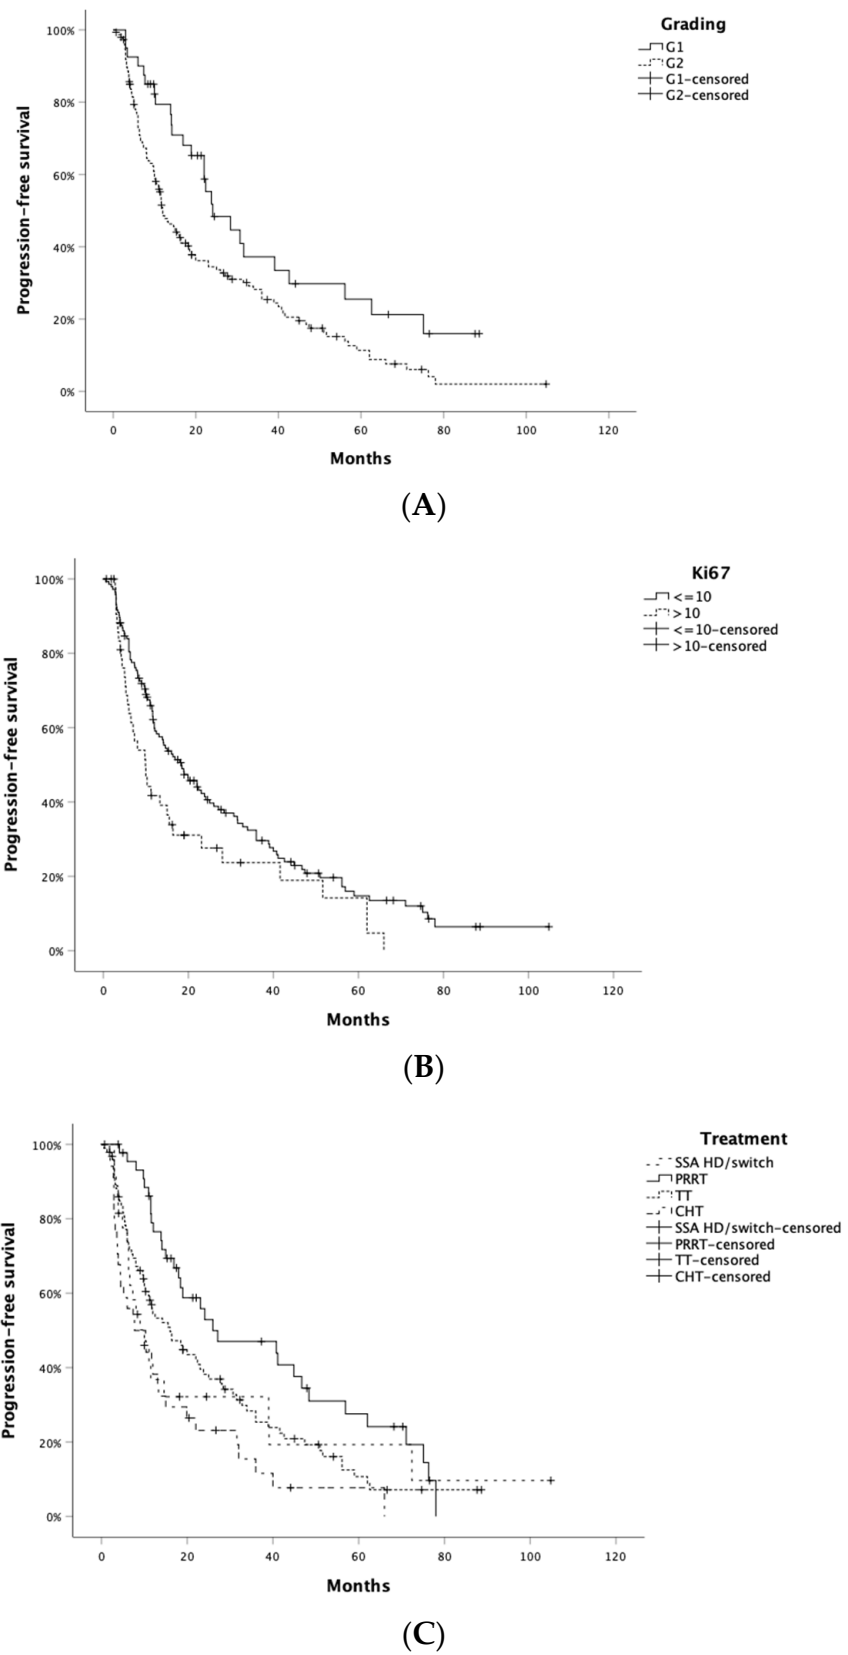 Grading
G1
G2
G1-censored
G2-censored
100%
80%
60%
40%
20%
0%
Progression-free survival
0 20 40 60 80 100 120
Months
(A)
Ki67
<=10
>10
<=10-censored
>10-censored
100%
80%
60%
40%
20%
0%
Progression-free survival
0 20 40 60 80 100 120
Months
(B)
Treatment
SSA HD/switch
PRRT
TT
CHT
SSA HD/switch-censored
PRRT-censored
TT-censored
CHT-censored
100%
80%
60%
40%
20%
0%
Progression-free survival
0 20 40 60 80 100 120
Months
(C)